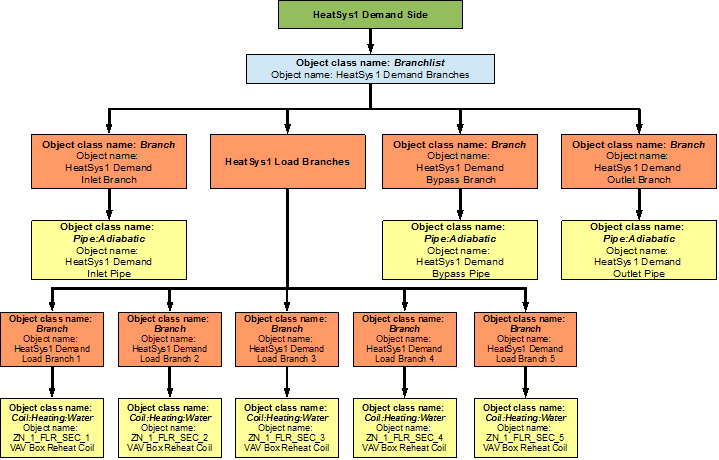 HeatSys1 Demand Side
Object class name: Branchlist
Object name: HeatSys1 Demand Branches
Object class name: Branch
Object name:
HeatSys1 Demand
Inlet Branch
HeatSys1 Load Branches
Object class name: Branch
Object name:
HeatSys1 Demand
Bypass Branch
Object class name: Branch
Object name:
HeatSys1 Demand
Outlet Branch
Object class name:
Pipe:Adiabatic
Object name:
HeatSys1 Demand
Inlet Pipe
Object class name:
Pipe:Adiabatic
Object name:
HeatSys1 Demand
Bypass Pipe
Object class name:
Pipe:Adiabatic
Object name:
HeatSys1 Demand
Outlet Pipe
Object class name:
Branch
Object name:
HeatSys1 Demand
Load Branch 1
Object class name:
Branch
Object name:
HeatSys1 Demand
Load Branch 2
Object class name:
Branch
Object name:
HeatSys1 Demand
Load Branch 3
Object class name:
Branch
Object name:
HeatSys1 Demand
Load Branch 4
Object class name:
Branch
Object name:
HeatSys1 Demand
Load Branch 5
Object class name:
Coil:Heating:Water
Object name:
ZN_1_FLR_SEC_1
VAV Box Reheat Coil
Object class name:
Coil:Heating:Water
Object name:
ZN_1_FLR_SEC_2
VAV Box Reheat Coil
Object class name:
Coil:Heating:Water
Object name:
ZN_1_FLR_SEC_3
VAV Box Reheat Coil
Object class name:
Coil:Heating:Water
Object name:
ZN_1_FLR_SEC_4
VAV Box Reheat Coil
Object class name:
Coil:Heating:Water
Object name:
ZN_1_FLR_SEC_5
VAV Box Reheat Coil